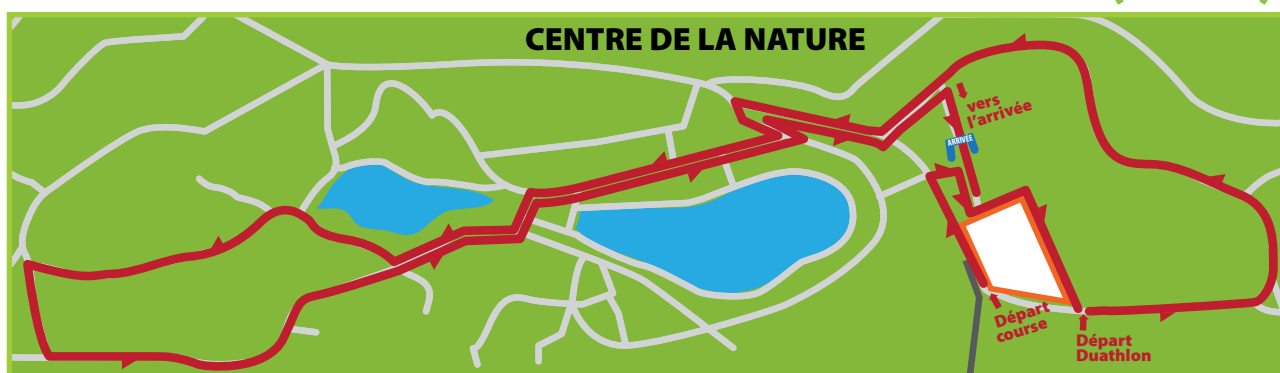 CENTRE DE LA NATURE
vers
l'arrivée
ARRIVÉE
Départ
course
Départ
Duathlon